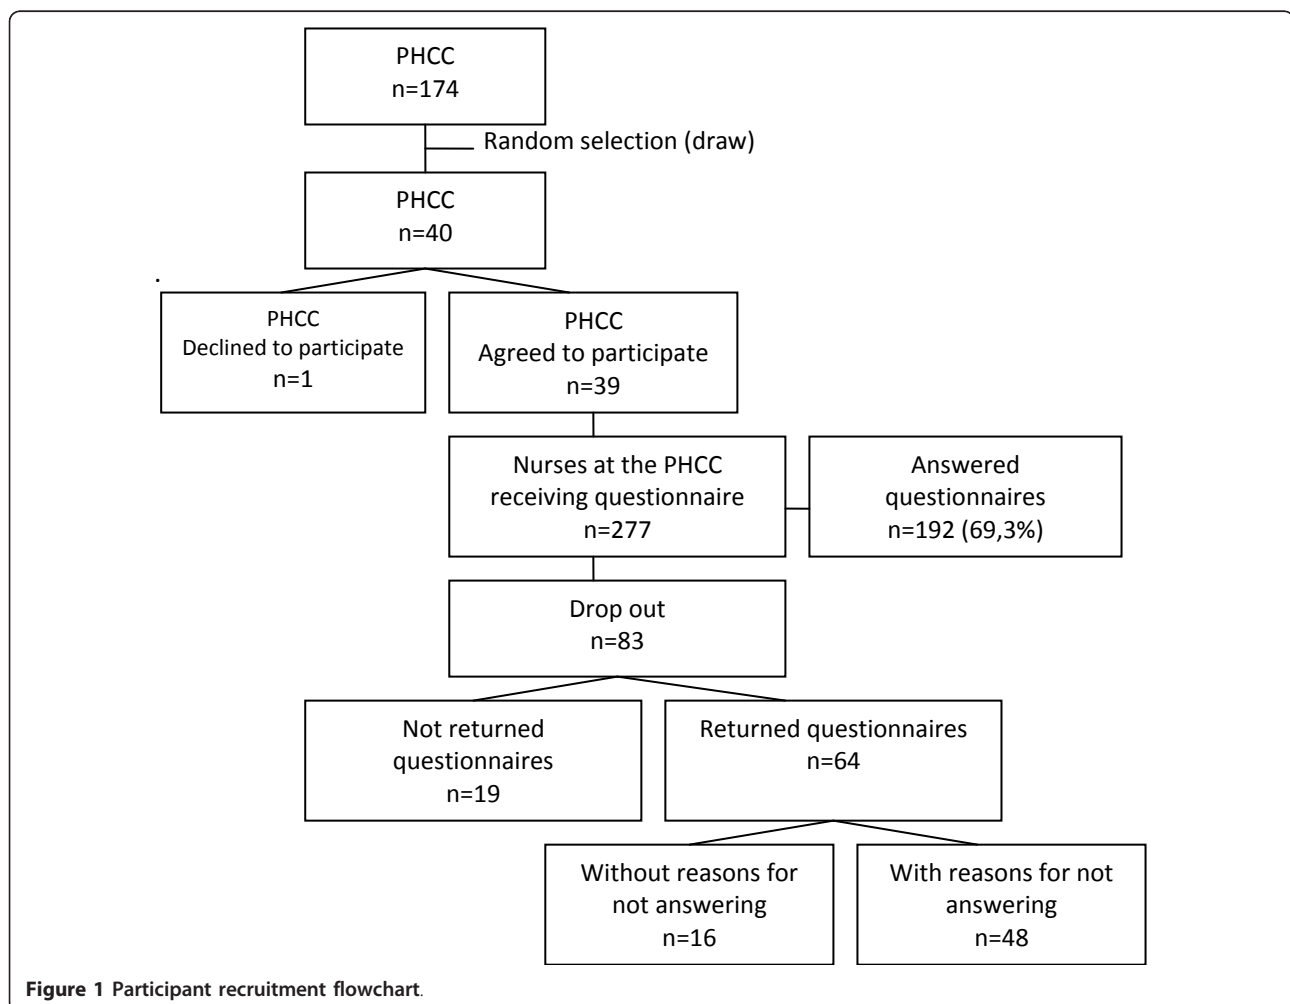 PHCC
n=174
Random selection (draw)
PHCC
n=40
.
PHCC
Declined to participate
n=1
PHCC
Agreed to participate
n=39
Nurses at the PHCC
receiving questionnaire
n=277
Answered
questionnaires
n=192 (69,3%)
Drop out
n=83
Not returned
questionnaires
n=19
Returned questionnaires
n=64
Without reasons for
not answering
n=16
With reasons for not
answering
n=48
Figure 1 Participant recruitment flowchart.